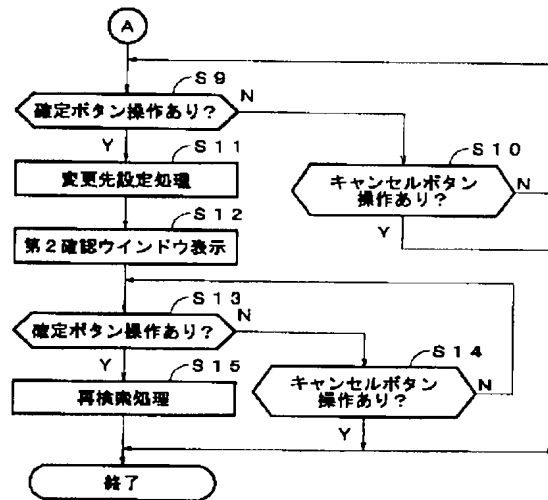 A
S9
確定ボタン操作あり?
N
Y
S10
キャンセルボタン
操作あり?
N
Y
S11
変更先設定処理
S12
第2確認ウインドウ表示
S13
確定ボタン操作あり?
N
Y
S14
キャンセルボタン
操作あり?
N
Y
S15
再検索処理
終了